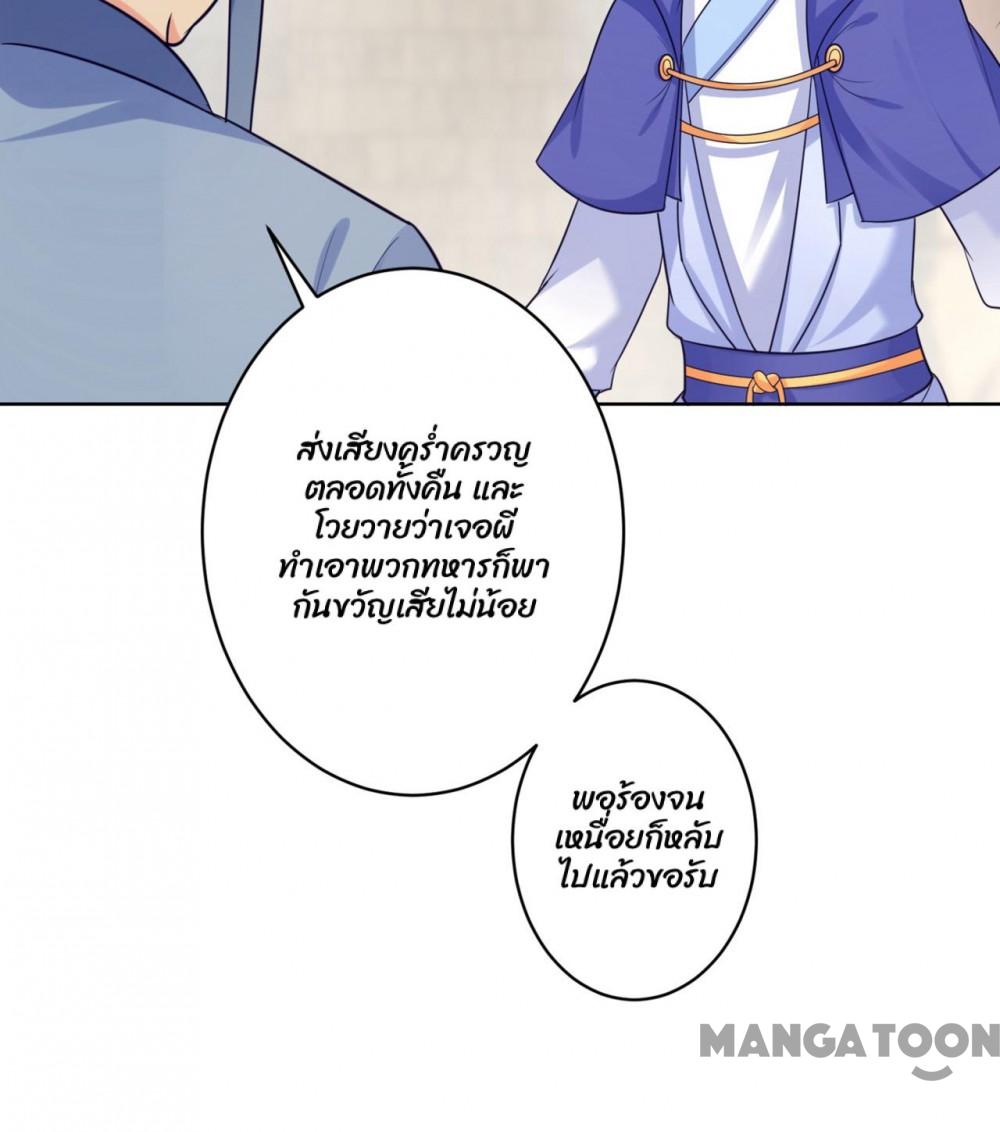 ส่งเสียงคร่ำครวญ
ตลอดทั้งคืน และ
โวยวายว่าเจอผี
ทำเอาพวกทหารก็พา
กันขวัญเสียไม่น้อย
พอร้องจน
เหนื่อยก็หลับ
ไปแล้วขอรับ
MANGATOON